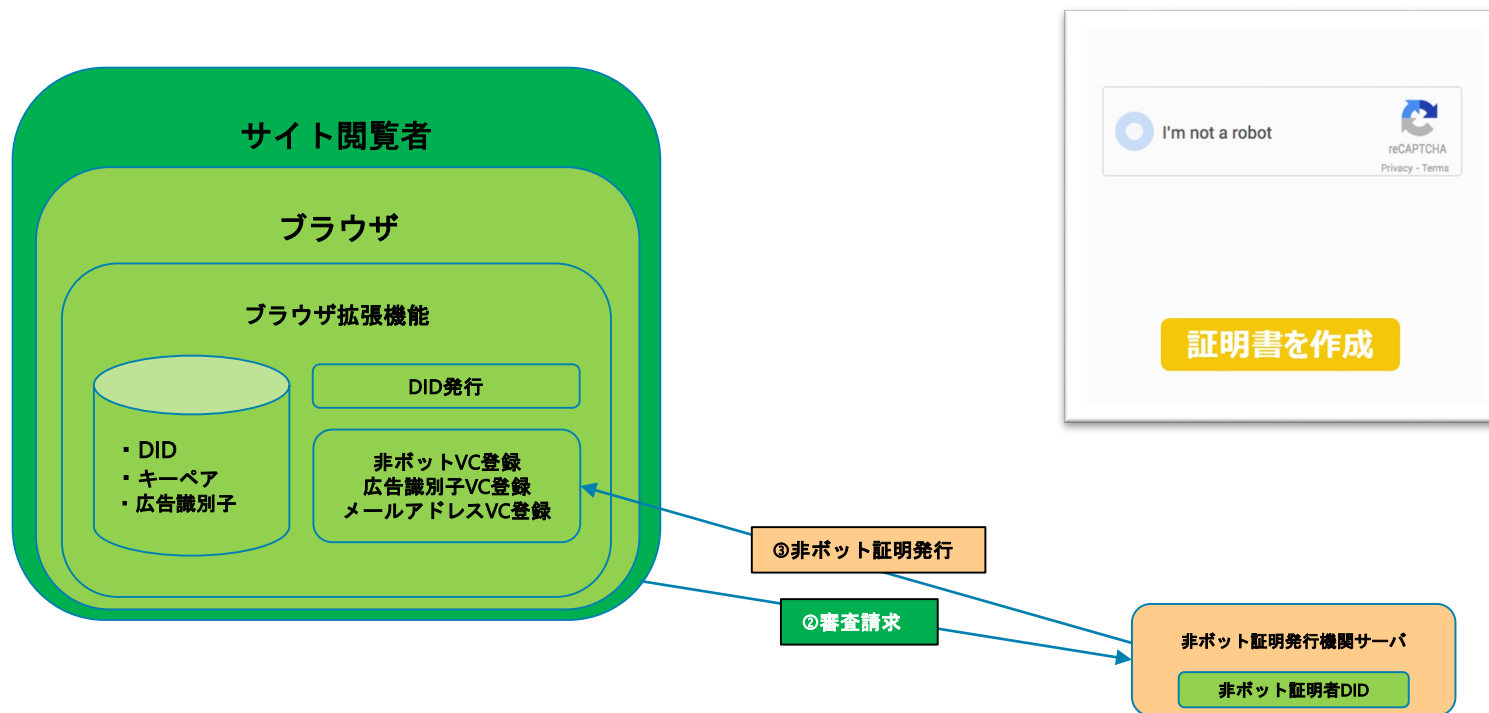 サイト閲覧者
ブラウザ
ブラウザ拡張機能
・DID
・キーペア
・広告識別子
DID発行
非ボットVC登録
広告識別子VC登録
メールアドレスVC登録
I'm not a robot
reCAPTCHA
Privacy - Terms
証明書を作成
③非ボット証明発行
②審査請求
非ボット証明発行機関サーバ
非ボット証明者DID